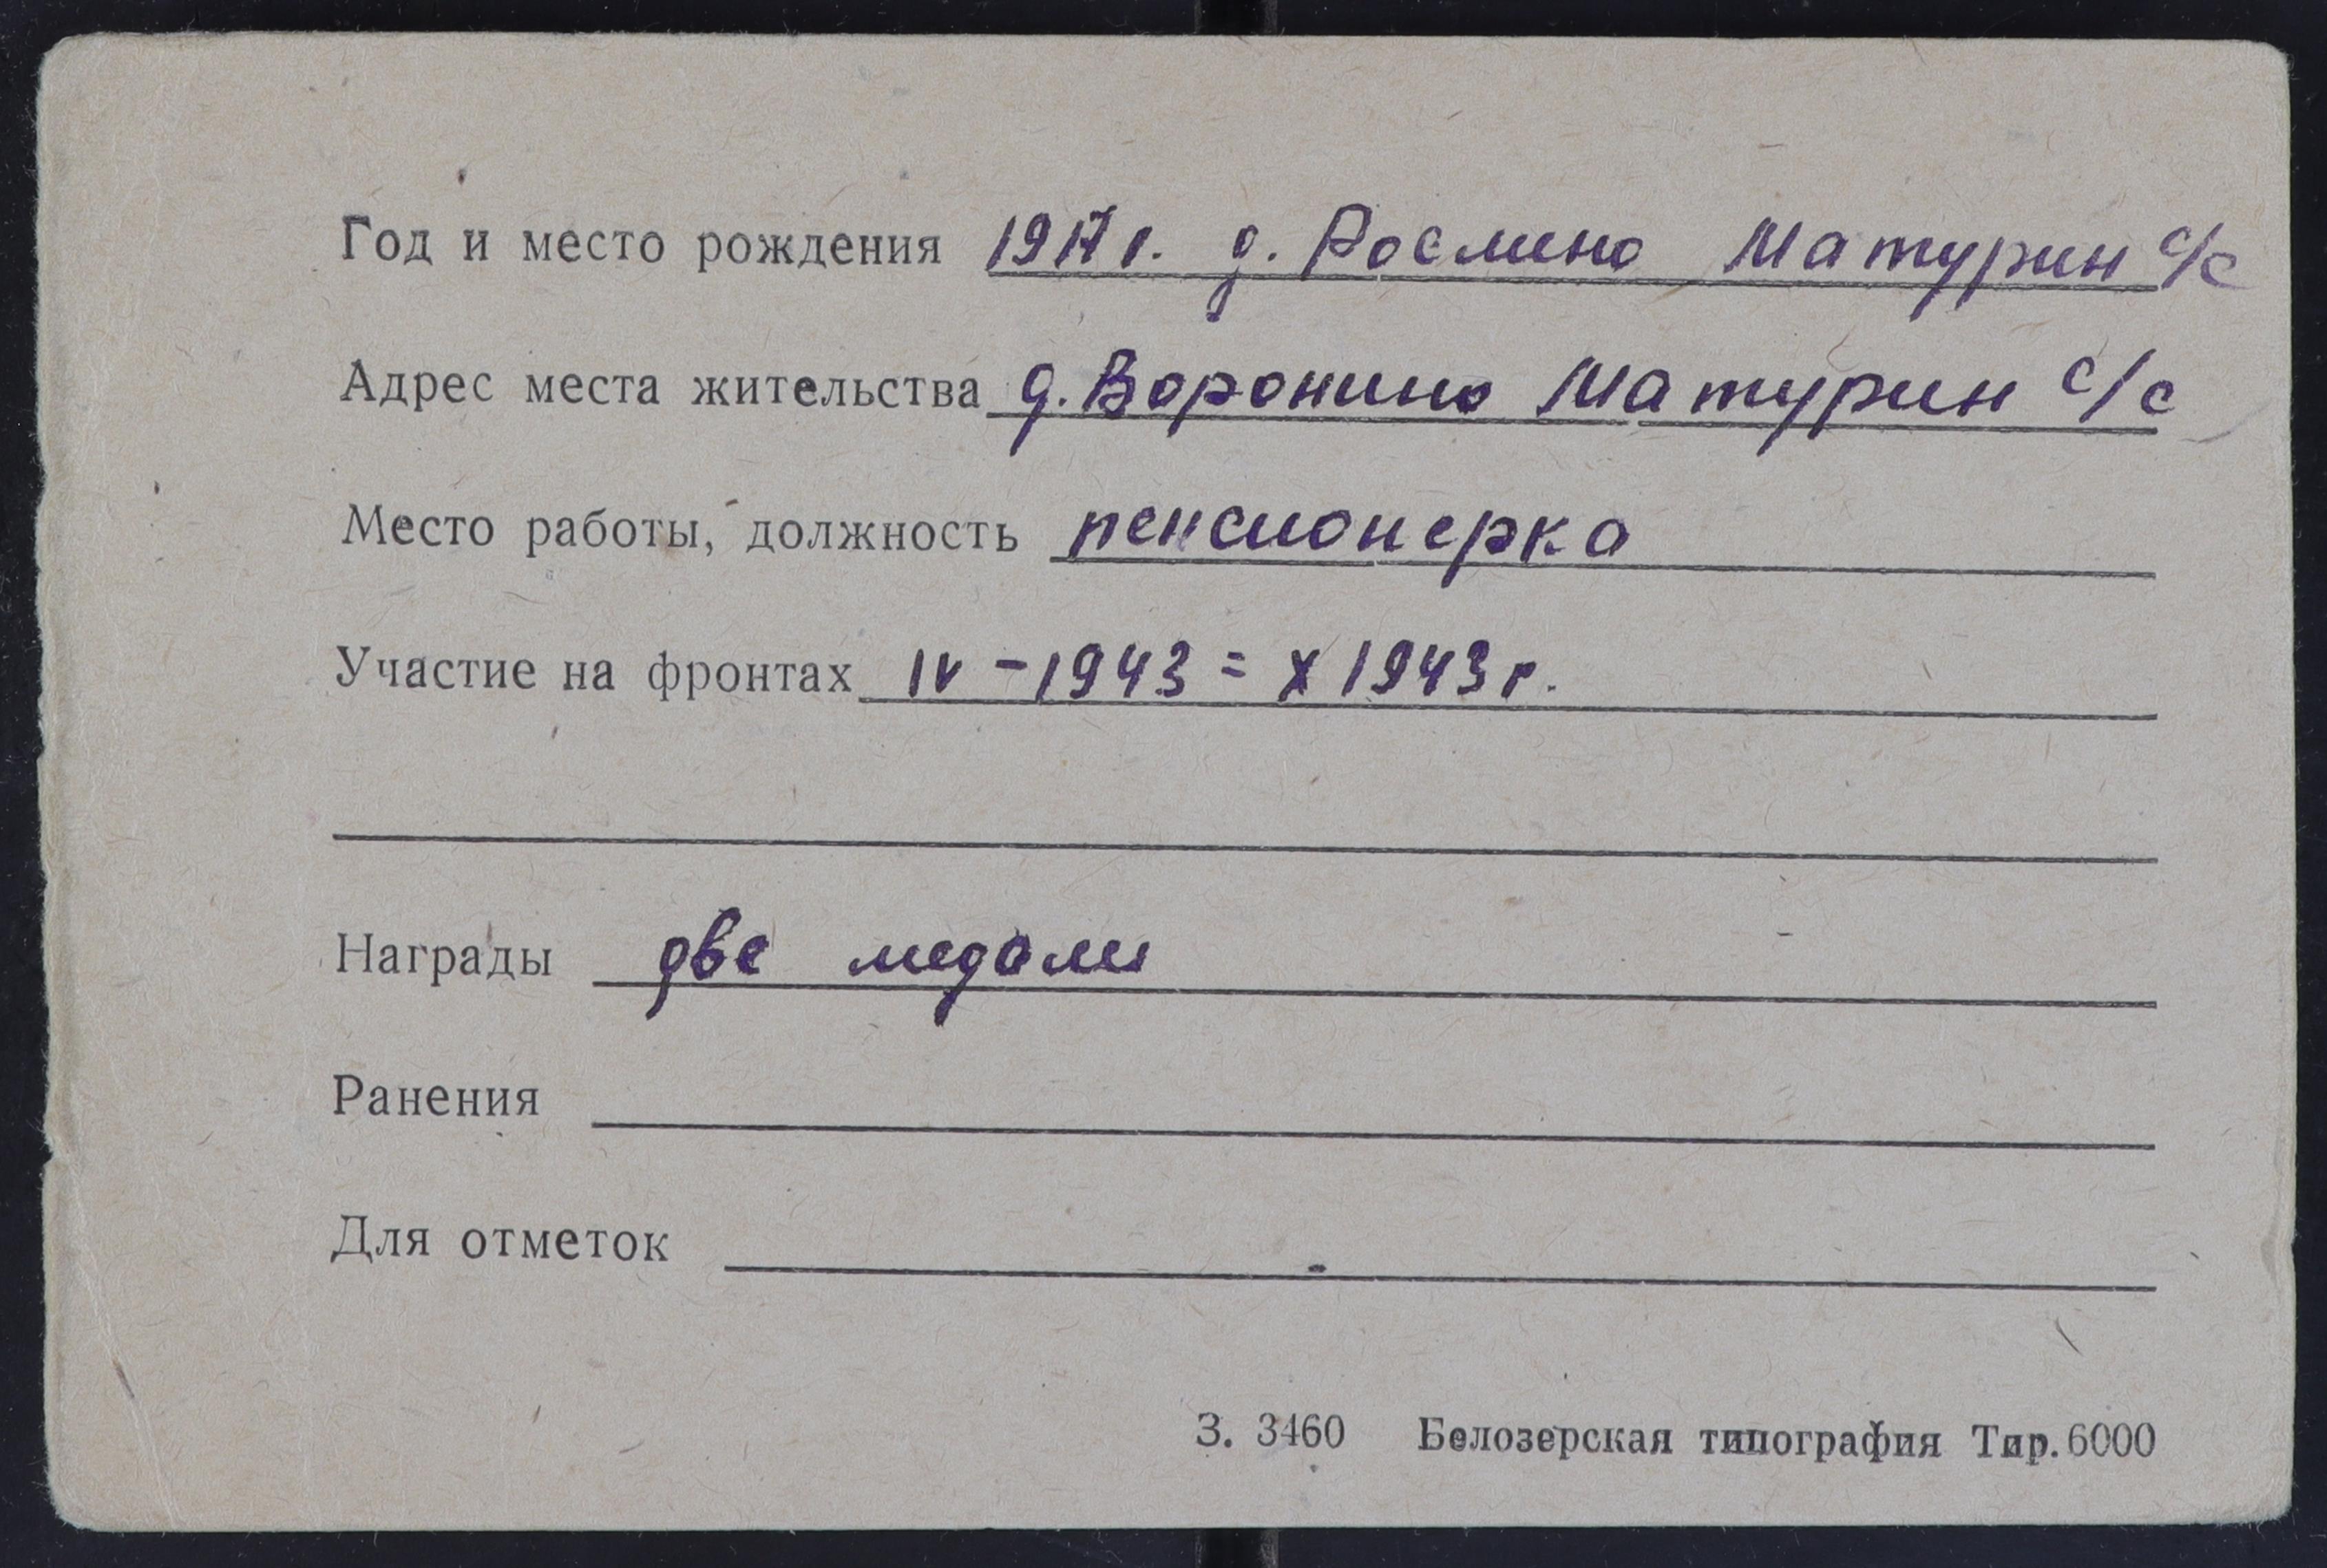 Год и место рождения 1917 г. д. Росмино Матурин с/с
Адрес места жительства д. Воронино Матурин с/с
Место работы, должность пенсионерка
Участие на фронтах IV - 1943 = X 1943 г.
Награды две медали
Ранения
Для отметок
З. 3460 Белозерская типография Тир. 6000